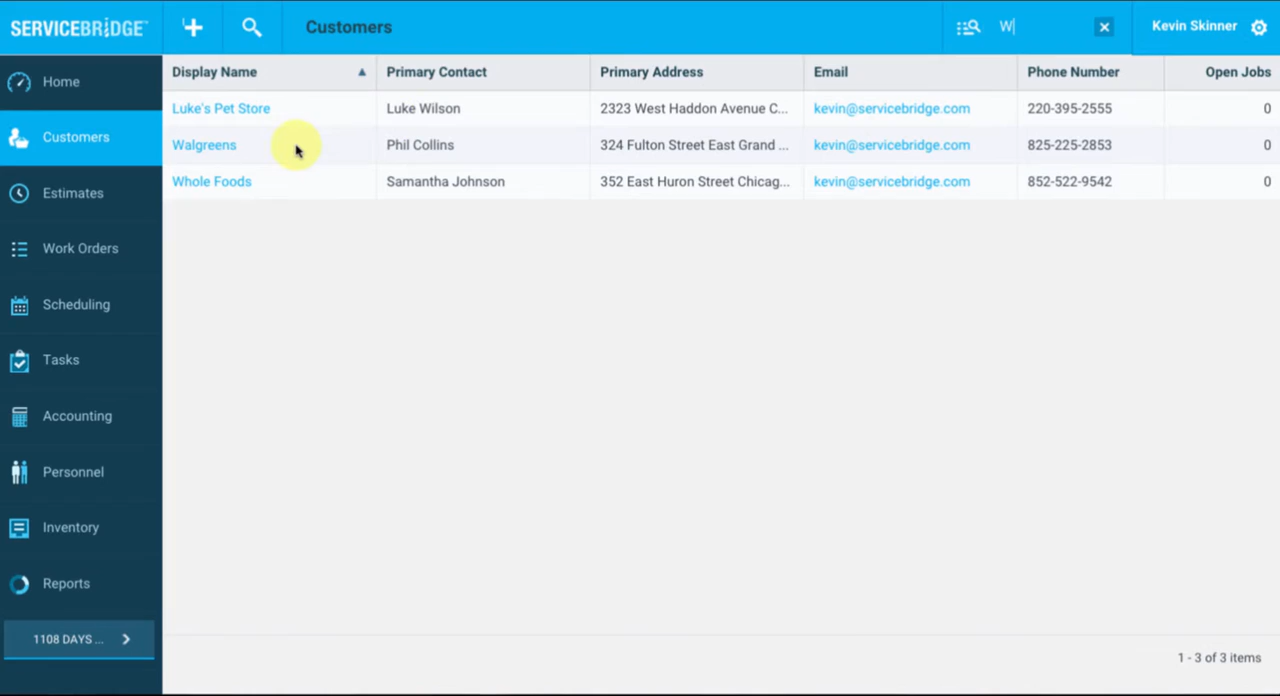 SERVICEBRIDGE™
Customers
W
Kevin Skinner
Home
Customers
Estimates
Work Orders
Scheduling
Tasks
Accounting
Personnel
Inventory
Reports
1108 DAYS ...
Display Name Primary Contact Primary Address Email Phone Number Open Jobs
Luke's Pet Store Luke Wilson 2323 West Haddon Avenue C... kevin@servicebridge.com 220-395-2555 0
Walgreens Phil Collins 324 Fulton Street East Grand ... kevin@servicebridge.com 825-225-2853 0
Whole Foods Samantha Johnson 352 East Huron Street Chicag... kevin@servicebridge.com 852-522-9542 0
1 - 3 of 3 items